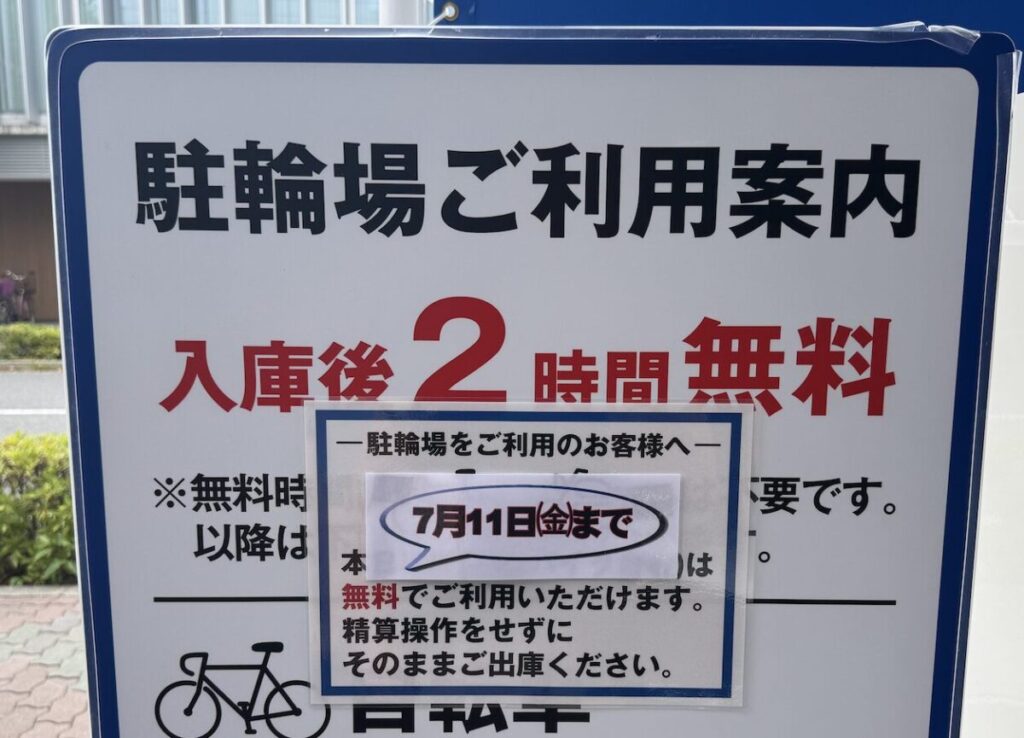 駐輪場ご利用案内
入庫後2時間無料
※無料時 要です。
以降は 。
―駐輪場をご利用のお客様へ―
7月11日㈮まで
本 )は
無料でご利用いただけます。
精算操作をせずに
そのままご出庫ください。
自転車